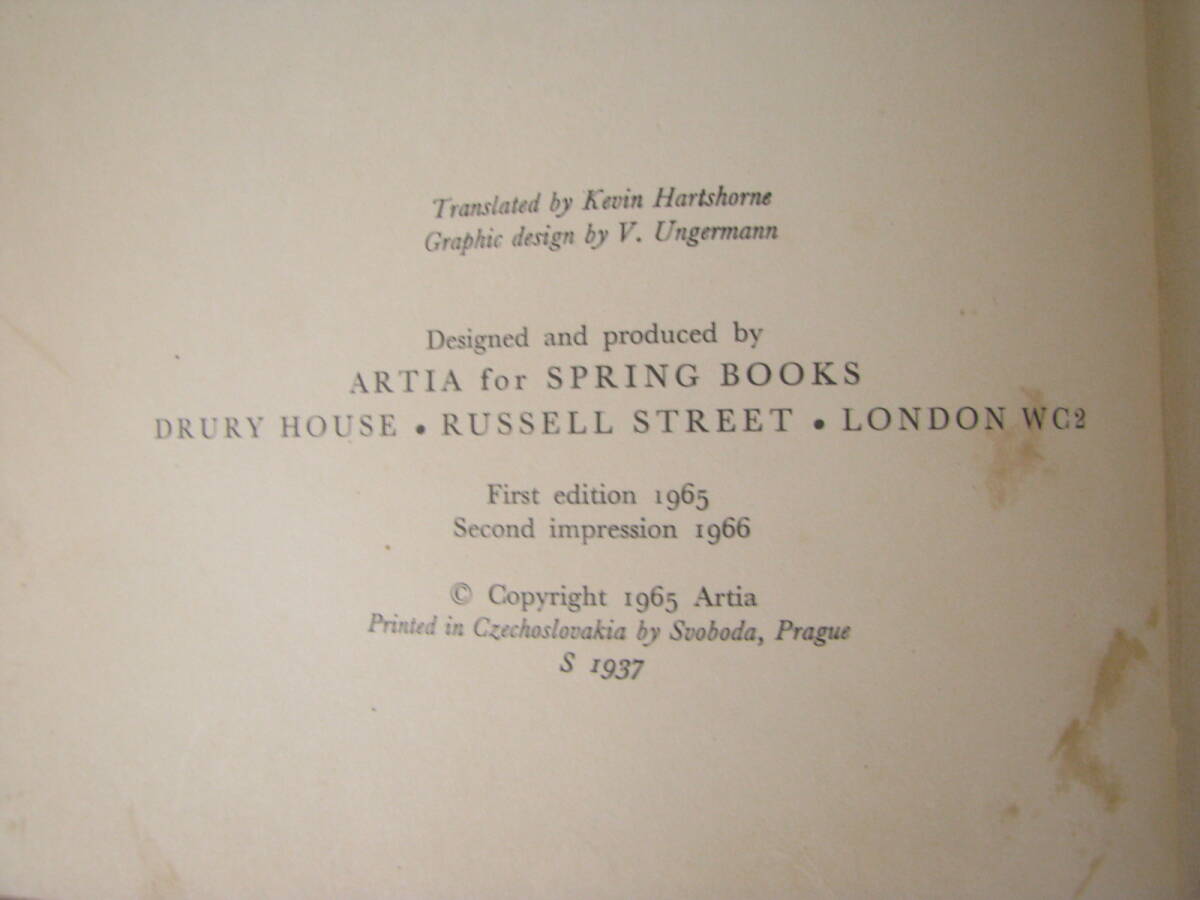 Translated by Kevin Hartshorne
Graphic design by V. Ungermann
Designed and produced by
ARTIA for SPRING BOOKS
DRURY HOUSE • RUSSELL STREET • LONDON WC2
First edition 1965
Second impression 1966
© Copyright 1965 Artia
Printed in Czechoslovakia by Svoboda, Prague
S 1937